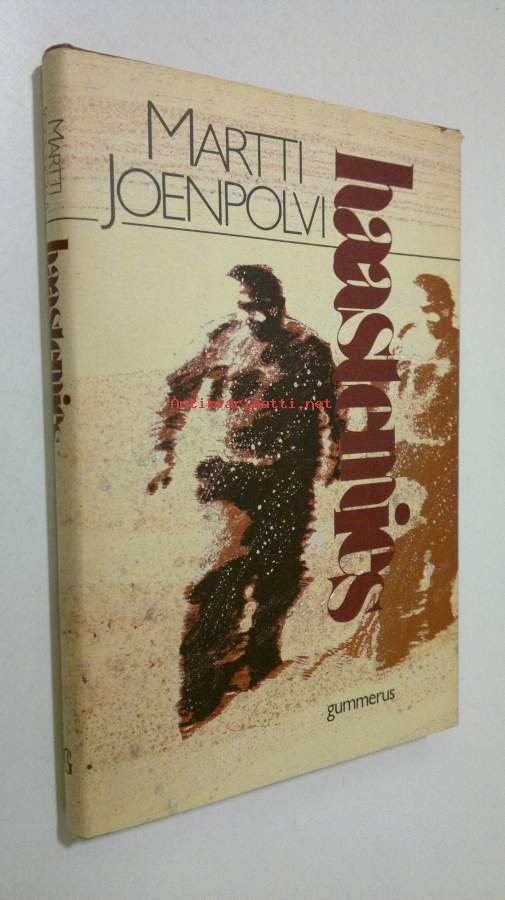 MARTTI
JOENPOLVI
haastemies
gummerus
MARTTI
haastemies
Antikvariaatti.net